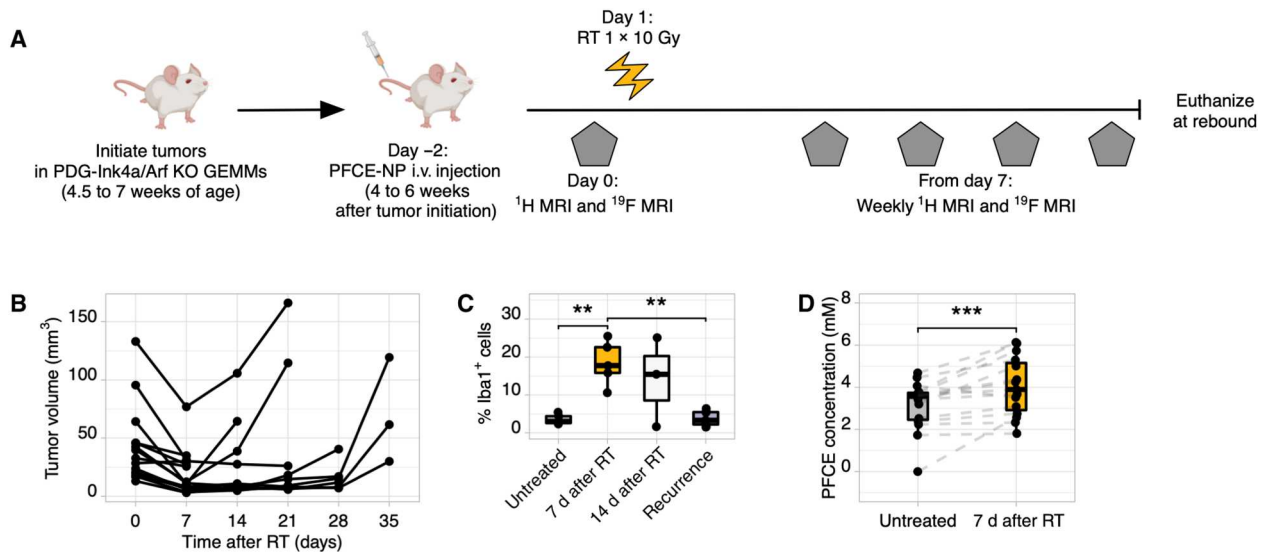 A
Initiate tumors
in PDG-Ink4a/Arf KO GEMMs
(4.5 to 7 weeks of age)
Day –2:
PFCE-NP i.v. injection
(4 to 6 weeks
after tumor initiation)
Day 1:
RT 1 × 10 Gy
Day 0:
¹H MRI and ¹⁹F MRI
From day 7:
Weekly ¹H MRI and ¹⁹F MRI
Euthanize
at rebound
B
Tumor volume (mm³)
150
100
50
0
0 7 14 21 28 35
Time after RT (days)
C
% Iba1⁺ cells
30
20
10
0
** **
Untreated
7 d after RT
14 d after RT
Recurrence
D
PFCE concentration (mM)
8
6
4
2
0
***
Untreated 7 d after RT